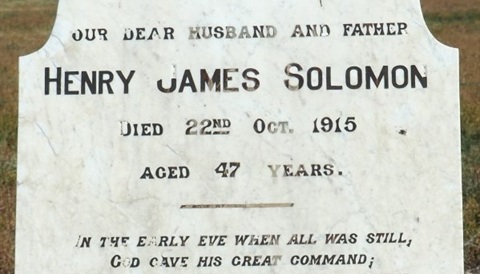 OUR DEAR HUSBAND AND FATHER
HENRY JAMES SOLOMON
DIED 22ND OCT. 1915
AGED 47 YEARS.
IN THE EARLY EVE WHEN ALL WAS STILL,
GOD GAVE HIS GREAT COMMAND;